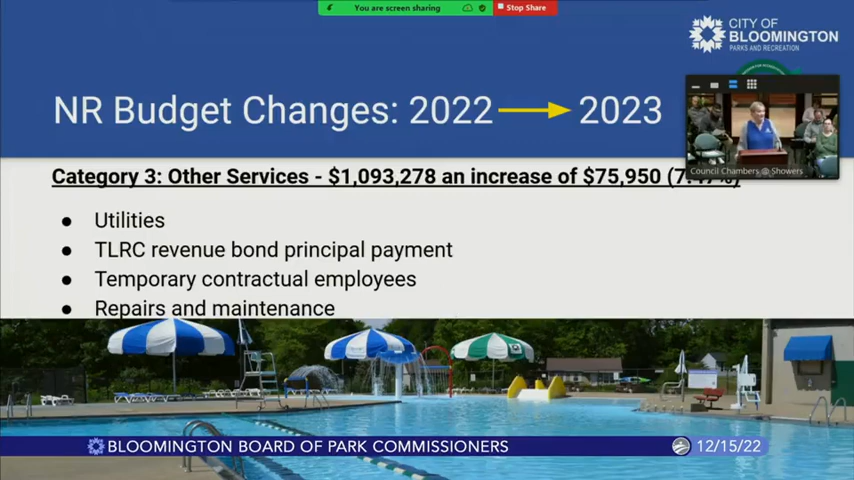 You are screen sharing
Stop Share
CITY OF
BLOOMINGTON
PARKS AND RECREATION
NR Budget Changes: 2022 2023
Council Chambers @ Showers
Category 3: Other Services - $1,093,278 an increase of $75,950
● Utilities
● TLRC revenue bond principal payment
● Temporary contractual employees
● Repairs and maintenance
BLOOMINGTON BOARD OF PARK COMMISSIONERS
12/15/22